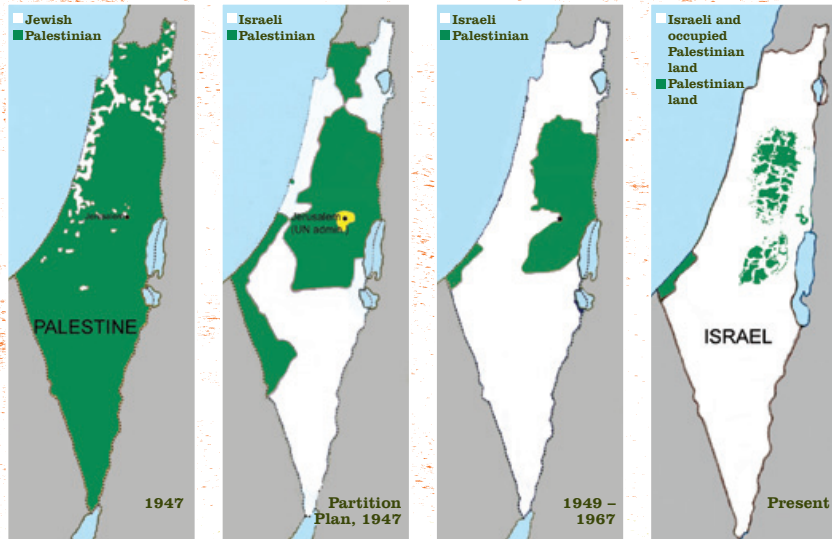 Jewish
Palestinian
Jerusalem
PALESTINE
1947
Israeli
Palestinian
Jerusalem
(UN admin.)
Partition
Plan, 1947
Israeli
Palestinian
1949 –
1967
Israeli and
occupied
Palestinian
land
Palestinian
land
ISRAEL
Present